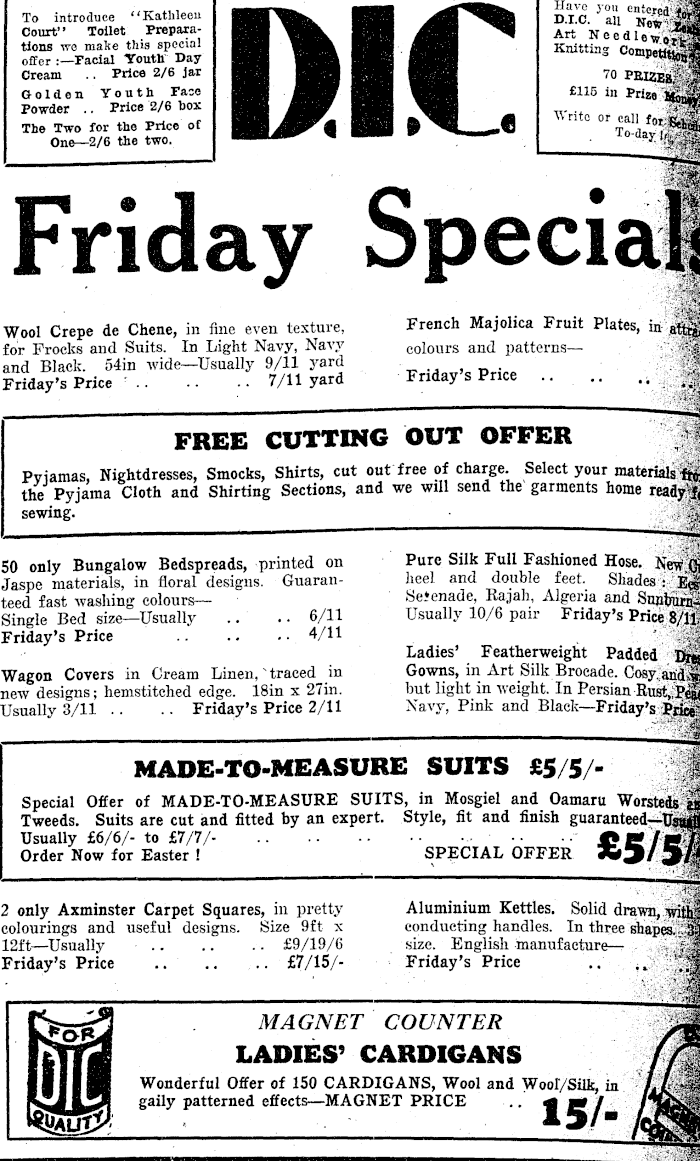 To introduce "Kathleen
Court" Toilet Prepara-
tions we make this special
offer :—Facial Youth Day
Cream .. Price 2/6 jar
Golden Youth Face
Powder .. Price 2/6 box
The Two for the Price of
One—2/6 the two.
D.I.C.
Have you entered for
D.I.C. all New
Art Needlework
Knitting Competition
70 PRIZES.
£115 in Prize Money
Write or call for
To-day
Friday Specials
Wool Crepe de Chene, in fine even texture,
for Frocks and Suits. In Light Navy, Navy
and Black. 54in wide—Usually 9/11 yard
Friday's Price .. .. .. 7/11 yard
French Majolica Fruit Plates, in
colours and patterns—
Friday's Price .. .. ..
FREE CUTTING OUT OFFER
Pyjamas, Nightdresses, Smocks, Shirts, cut out free of charge. Select your materials
the Pyjama Cloth and Shirting Sections, and we will send the garments home ready
sewing.
50 only Bungalow Bedspreads, printed on
Jaspe materials, in floral designs. Guaran-
teed fast washing colours—
Single Bed size—Usually .. .. 6/11
Friday's Price .. .. .. 4/11
Wagon Covers in Cream Linen, traced in
new designs; hemstitched edge. 18in x 27in.
Usually 3/11 .. .. Friday's Price 2/11
Pure Silk Full Fashioned Hose. New
heel and double feet. Shades :
Serenade, Rajah, Algeria and Sunburn—
Usually 10/6 pair Friday's Price 8/11
Ladies' Featherweight Padded
Gowns, in Art Silk Brocade. Cosy and
but light in weight. In Persian Rust,
Navy, Pink and Black—Friday's Price
MADE-TO-MEASURE SUITS £5/5/-
Special Offer of MADE-TO-MEASURE SUITS, in Mosgiel and Oamaru Worsteds
Tweeds. Suits are cut and fitted by an expert. Style, fit and finish guaranteed—
Usually £6/6/- to £7/7/- .. .. .. .. .. ..
Order Now for Easter ! SPECIAL OFFER £5/5/-
2 only Axminster Carpet Squares, in pretty
colourings and useful designs. Size 9ft x
12ft—Usually .. .. .. £9/19/6
Friday's Price .. .. .. £7/15/-
Aluminium Kettles. Solid drawn, with
conducting handles. In three shapes.
size. English manufacture—
Friday's Price .. ..
FOR
DIC
QUALITY
MAGNET COUNTER
LADIES' CARDIGANS
Wonderful Offer of 150 CARDIGANS, Wool and Wool/Silk, in
gaily patterned effects—MAGNET PRICE .. 15/-